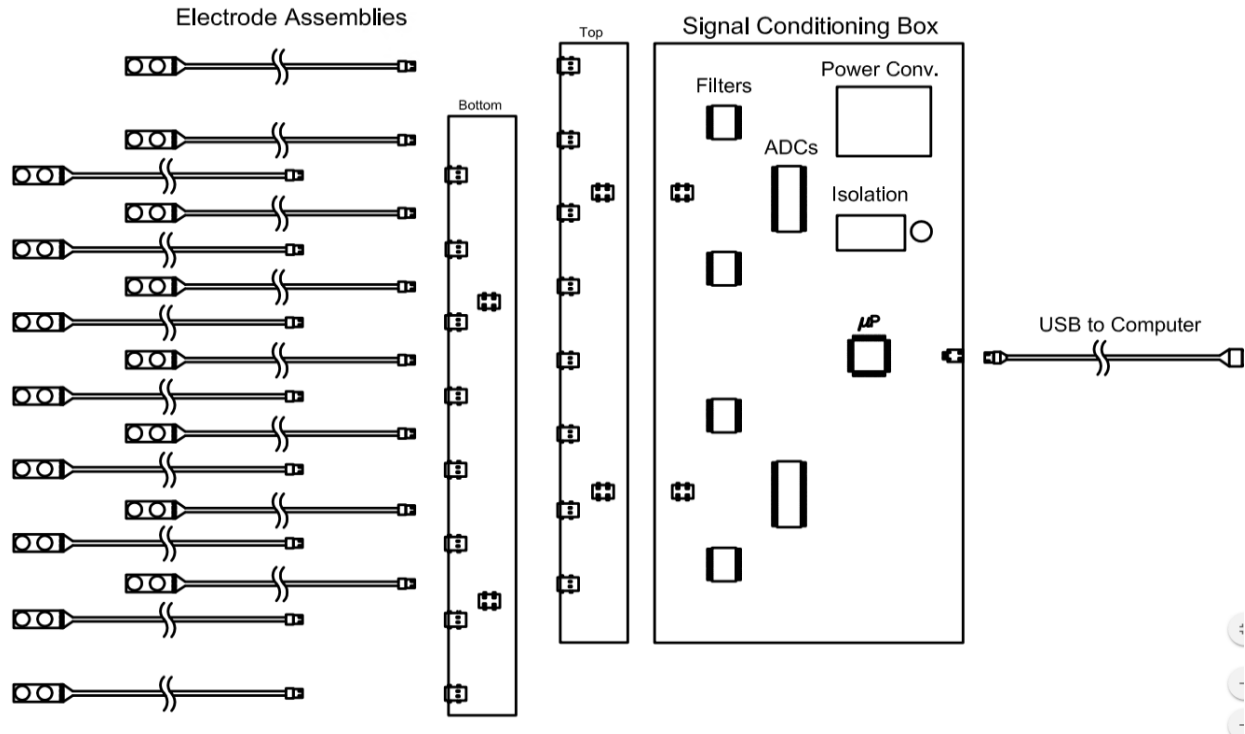 Electrode Assemblies
Top
Signal Conditioning Box
Power Conv.
Filters
Bottom
ADCs
Isolation
µP
USB to Computer